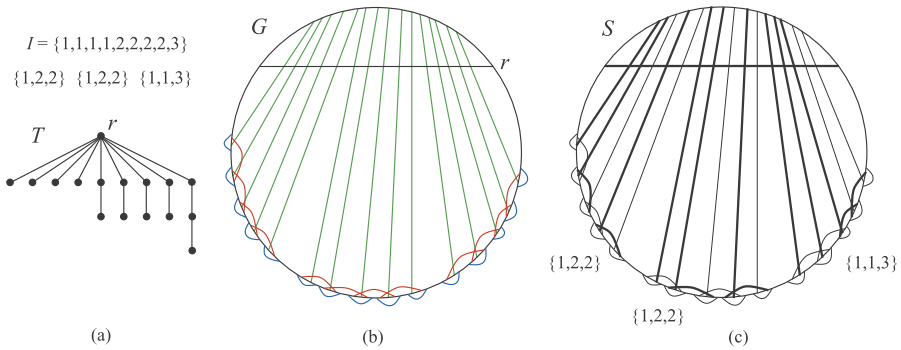 I = {1,1,1,1,2,2,2,2,3}
{1,2,2} {1,2,2} {1,1,3}
T r
(a)
G
r
(b)
S
r
{1,2,2}
{1,1,3}
{1,2,2}
(c)